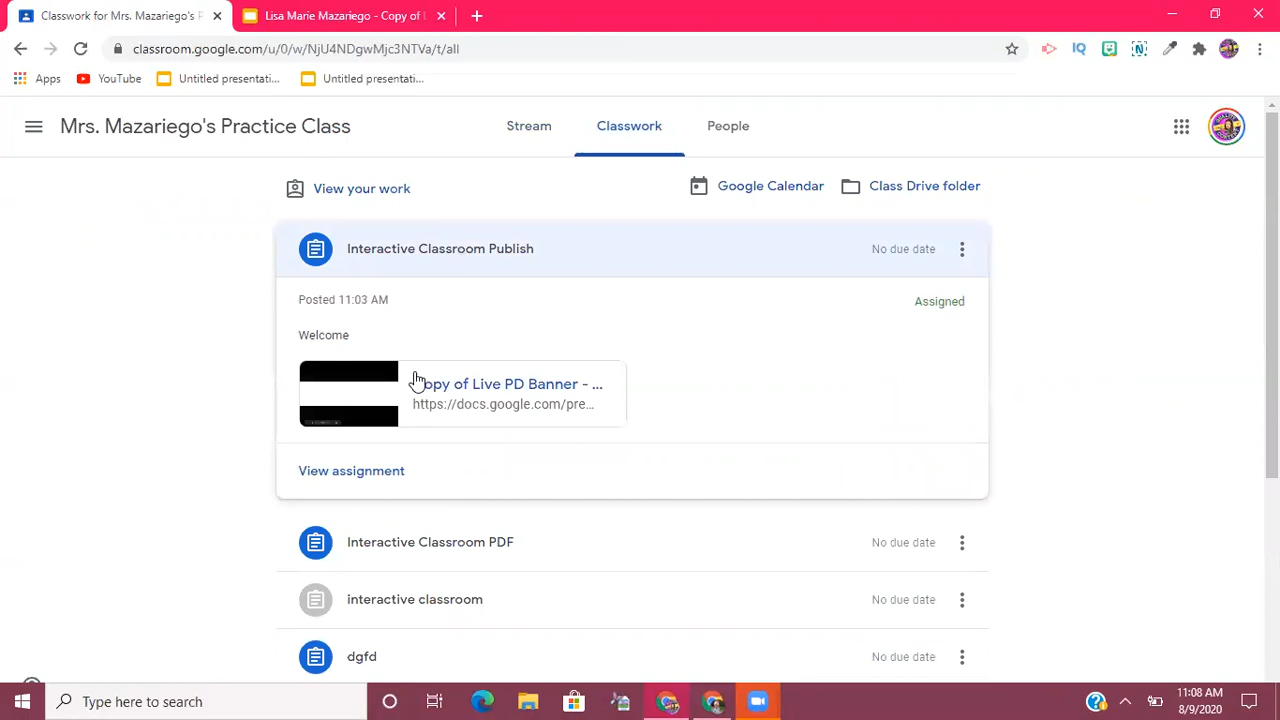 Classwork for Mrs. Mazariego's P
Lisa Marie Mazariego - Copy of
classroom.google.com/u/0/w/NjU4NDgwMjc3NTVa/t/all
Apps
YouTube
Untitled presentati...
Untitled presentati...
Mrs. Mazariego's Practice Class
Stream
Classwork
People
View your work
Google Calendar
Class Drive folder
Interactive Classroom Publish
No due date
Posted 11:03 AM
Assigned
Welcome
Copy of Live PD Banner - ...
https://docs.google.com/pre...
View assignment
Interactive Classroom PDF
No due date
interactive classroom
No due date
dgfd
No due date
Type here to search
11:08 AM
8/9/2020